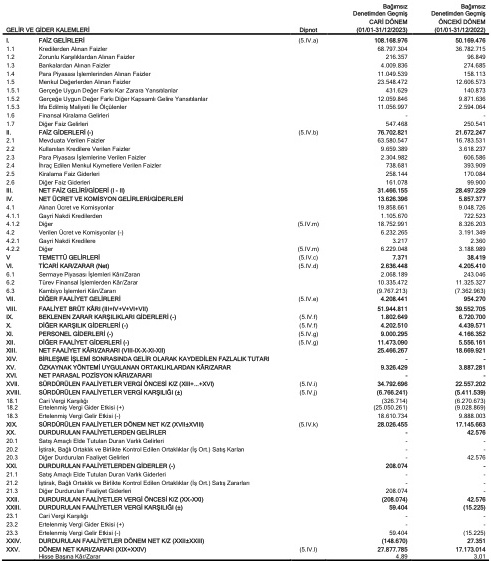 Bağımsız Bağımsız
Denetimden Geçmiş Denetimden Geçmiş
CARİ DÖNEM ÖNCEKİ DÖNEM
GELİR VE GİDER KALEMLERİ Dipnot (01/01-31/12/2023) (01/01-31/12/2022)
I. FAİZ GELİRLERİ (5.IV.a) 108.168.976 50.169.476
1.1 Kredilerden Alınan Faizler 68.797.304 36.782.715
1.2 Zorunlu Karşılıklardan Alınan Faizler 216.357 96.849
1.3 Bankalardan Alınan Faizler 4.009.836 274.685
1.4 Para Piyasası İşlemlerinden Alınan Faizler 11.049.539 158.113
1.5 Menkul Değerlerden Alınan Faizler 23.548.472 12.606.573
1.5.1 Gerçeğe Uygun Değer Farkı Kar Zarara Yansıtılanlar 431.629 140.873
1.5.2 Gerçeğe Uygun Değer Farkı Diğer Kapsamlı Gelire Yansıtılanlar 12.059.846 9.871.636
1.5.3 İtfa Edilmiş Maliyeti İle Ölçülenler 11.056.997 2.594.064
1.6 Finansal Kiralama Gelirleri - -
1.7 Diğer Faiz Gelirleri 547.468 250.541
II. FAİZ GİDERLERİ (-) (5.IV.b) 76.702.821 21.672.247
2.1 Mevduata Verilen Faizler 63.580.547 16.783.531
2.2 Kullanılan Kredilere Verilen Faizler 9.659.389 3.618.237
2.3 Para Piyasası İşlemlerine Verilen Faizler 2.304.982 606.586
2.4 İhraç Edilen Menkul Kıymetlere Verilen Faizler 738.681 393.909
2.5 Kiralama Faiz Giderleri 258.144 170.084
2.6 Diğer Faiz Giderleri 161.078 99.900
III. NET FAİZ GELİRİ/GİDERİ (I - II) 31.466.155 28.497.229
IV. NET ÜCRET VE KOMİSYON GELİRLERİ/GİDERLERİ 13.626.396 5.857.377
4.1 Alınan Ücret ve Komisyonlar 19.858.661 9.048.726
4.1.1 Gayri Nakdi Kredilerden 1.105.670 722.523
4.1.2 Diğer (5.IV.m) 18.752.991 8.326.203
4.2 Verilen Ücret ve Komisyonlar (-) 6.232.265 3.191.349
4.2.1 Gayri Nakdi Kredilere 3.217 2.360
4.2.2 Diğer (5.IV.m) 6.229.048 3.188.989
V TEMETTÜ GELİRLERİ (5.IV.c) 7.371 38.419
VI. TİCARİ KAR/ZARAR (Net) (5.IV.d) 2.636.448 4.205.410
6.1 Sermaye Piyasası İşlemleri Kârı/Zararı 2.068.189 243.046
6.2 Türev Finansal İşlemlerden Kâr/Zarar 10.335.472 11.325.327
6.3 Kambiyo İşlemleri Kârı/Zararı (9.767.213) (7.362.963)
VII. DİĞER FAALİYET GELİRLERİ (5.IV.e) 4.208.441 954.270
VIII. FAALİYET BRÜT KÂRI (III+IV+V+VI+VII) 51.944.811 39.552.705
IX. BEKLENEN ZARAR KARŞILIKLARI GİDERLERİ (-) (5.IV.f) 1.802.649 6.720.700
X. DİĞER KARŞILIK GİDERLERİ (-) (5.IV.f) 4.202.510 4.439.571
XI. PERSONEL GİDERLERİ (-) (5.IV.g) 9.000.295 4.166.352
XII. DİĞER FAALİYET GİDERLERİ (-) (5.IV.g) 11.473.090 5.556.161
XIII. NET FAALİYET KÂRI/ZARARI (VIII-IX-X-XI-XII) 25.466.267 18.669.921
XIV. BİRLEŞME İŞLEMİ SONRASINDA GELİR OLARAK KAYDEDİLEN FAZLALIK TUTARI - -
XV. ÖZKAYNAK YÖNTEMİ UYGULANAN ORTAKLIKLARDAN KÂR/ZARAR 9.326.429 3.887.281
XVI. NET PARASAL POZİSYON KÂRI/ZARARI - -
XVII. SÜRDÜRÜLEN FAALİYETLER VERGİ ÖNCESİ K/Z (XIII+...+XVI) (5.IV.i) 34.792.696 22.557.202
XVIII. SÜRDÜRÜLEN FAALİYETLER VERGİ KARŞILIĞI (±) (5.IV.j) (6.766.241) (5.411.539)
18.1 Cari Vergi Karşılığı (326.714) (6.270.673)
18.2 Ertelenmiş Vergi Gider Etkisi (+) (25.050.261) (9.028.869)
18.3 Ertelenmiş Vergi Gelir Etkisi (-) 18.610.734 9.888.003
XIX. SÜRDÜRÜLEN FAALİYETLER DÖNEM NET K/Z (XVII±XVIII) (5.IV.k) 28.026.455 17.145.663
XX. DURDURULAN FAALİYETLERDEN GELİRLER - 42.576
20.1 Satış Amaçlı Elde Tutulan Duran Varlık Gelirleri - -
20.2 İştirak, Bağlı Ortaklık ve Birlikte Kontrol Edilen Ortaklıklar (İş Ort.) Satış Karları - -
20.3 Diğer Durdurulan Faaliyet Gelirleri - 42.576
XXI. DURDURULAN FAALİYETLERDEN GİDERLER (-) 208.074 -
21.1 Satış Amaçlı Elde Tutulan Duran Varlık Giderleri - -
21.2 İştirak, Bağlı Ortaklık ve Birlikte Kontrol Edilen Ortaklıklar (İş Ort.) Satış Zararları - -
21.3 Diğer Durdurulan Faaliyet Giderleri 208.074 -
XXII. DURDURULAN FAALİYETLER VERGİ ÖNCESİ K/Z (XX-XXI) (208.074) 42.576
XXIII. DURDURULAN FAALİYETLER VERGİ KARŞILIĞI (±) 59.404 (15.225)
23.1 Cari Vergi Karşılığı - -
23.2 Ertelenmiş Vergi Gider Etkisi (+) - -
23.3 Ertelenmiş Vergi Gelir Etkisi (-) 59.404 (15.225)
XXIV. DURDURULAN FAALİYETLER DÖNEM NET K/Z (XXII±XXIII) (148.670) 27.351
XXV. DÖNEM NET KARI/ZARARI (XIX+XXIV) (5.IV.l) 27.877.785 17.173.014
Hisse Başına Kâr/Zarar 4,89 3,01